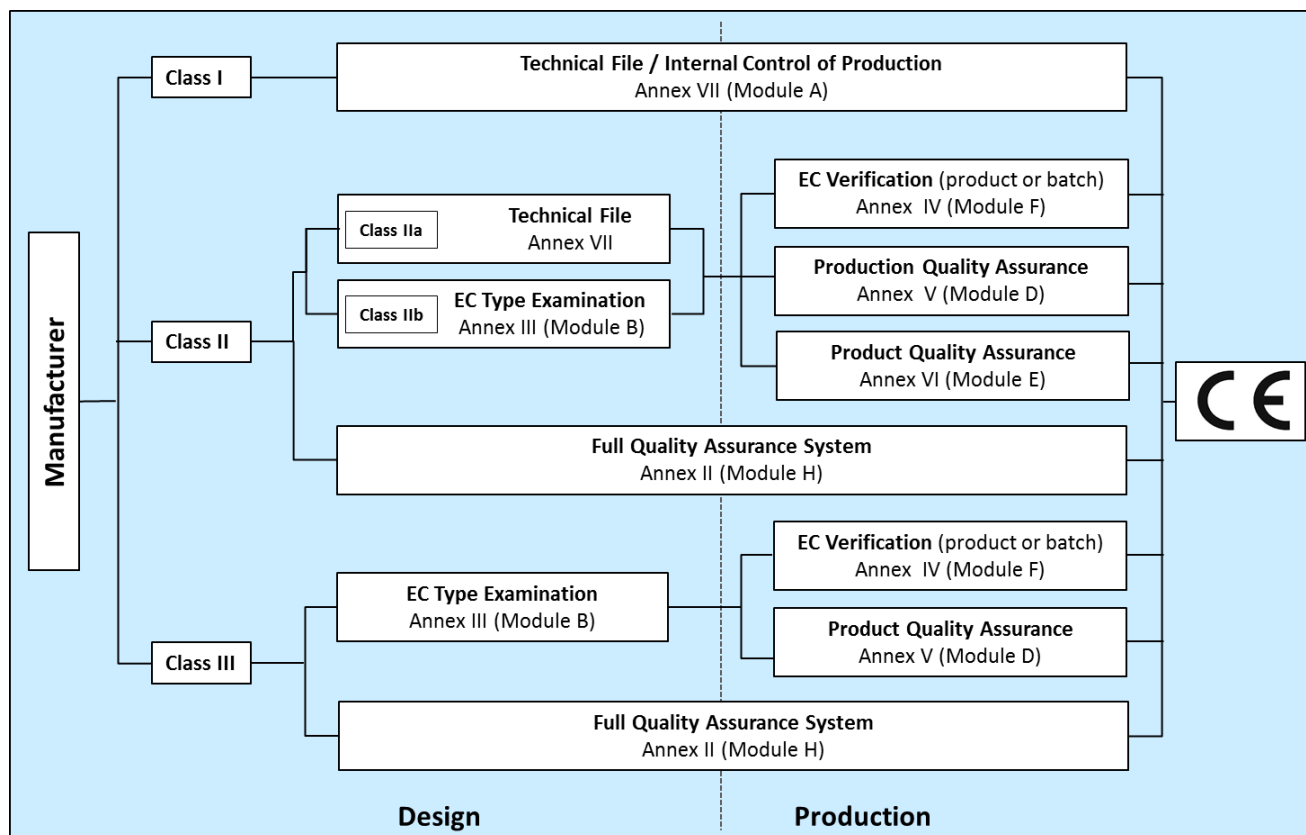 Manufacturer
Class I
Technical File / Internal Control of Production
Annex VII (Module A)
Class II
Class IIa
Technical File
Annex VII
Class IIb
EC Type Examination
Annex III (Module B)
EC Verification (product or batch)
Annex IV (Module F)
Production Quality Assurance
Annex V (Module D)
Product Quality Assurance
Annex VI (Module E)
Full Quality Assurance System
Annex II (Module H)
Class III
EC Type Examination
Annex III (Module B)
EC Verification (product or batch)
Annex IV (Module F)
Product Quality Assurance
Annex V (Module D)
Full Quality Assurance System
Annex II (Module H)
CE
Design
Production